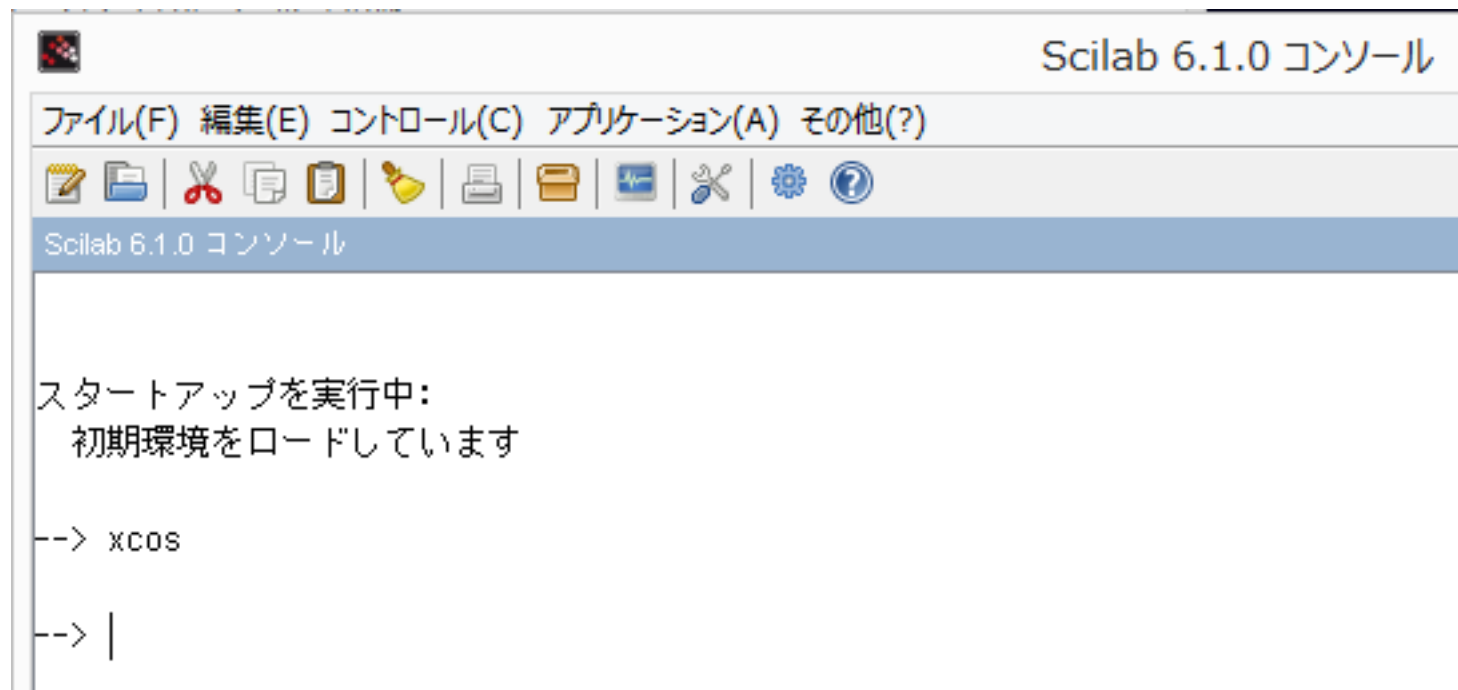 Scilab 6.1.0 コンソール
ファイル(F) 編集(E) コントロール(C) アプリケーション(A) その他(?)
Scilab 6.1.0 コンソール
スタートアップを実行中:
初期環境をロードしています
--> xcos
-->